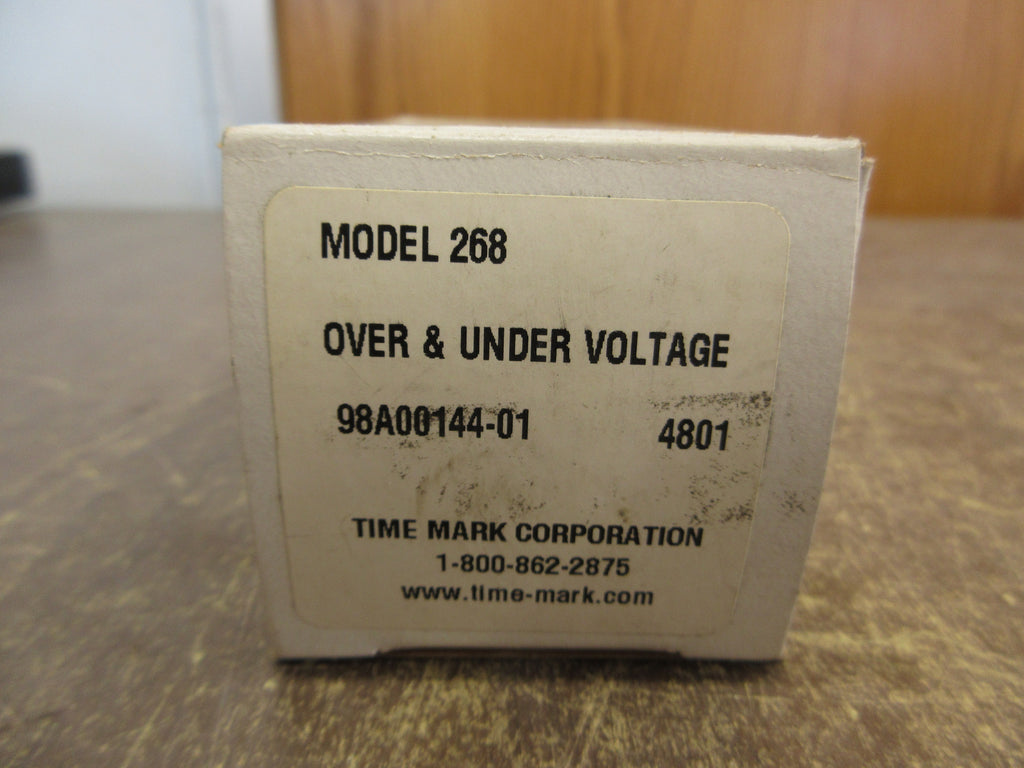 MODEL 268
OVER & UNDER VOLTAGE
98A00144-01 4801
TIME MARK CORPORATION
1-800-862-2875
www.time-mark.com